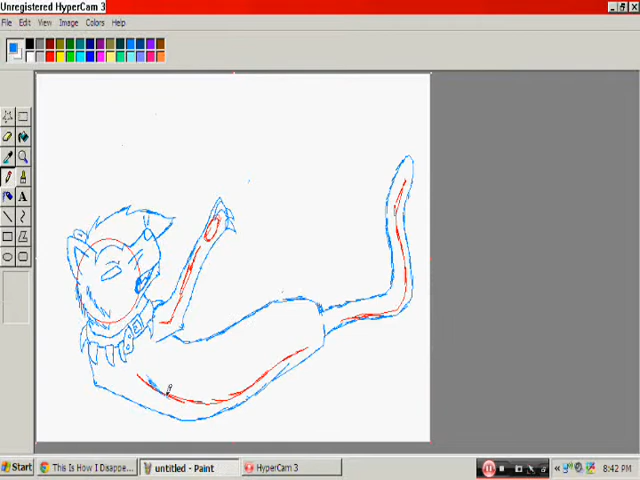 Unregistered HyperCam 3
File Edit View Image Colors Help
A
Start
This Is How I Disappe...
untitled - Paint
HyperCam 3
8:42 PM